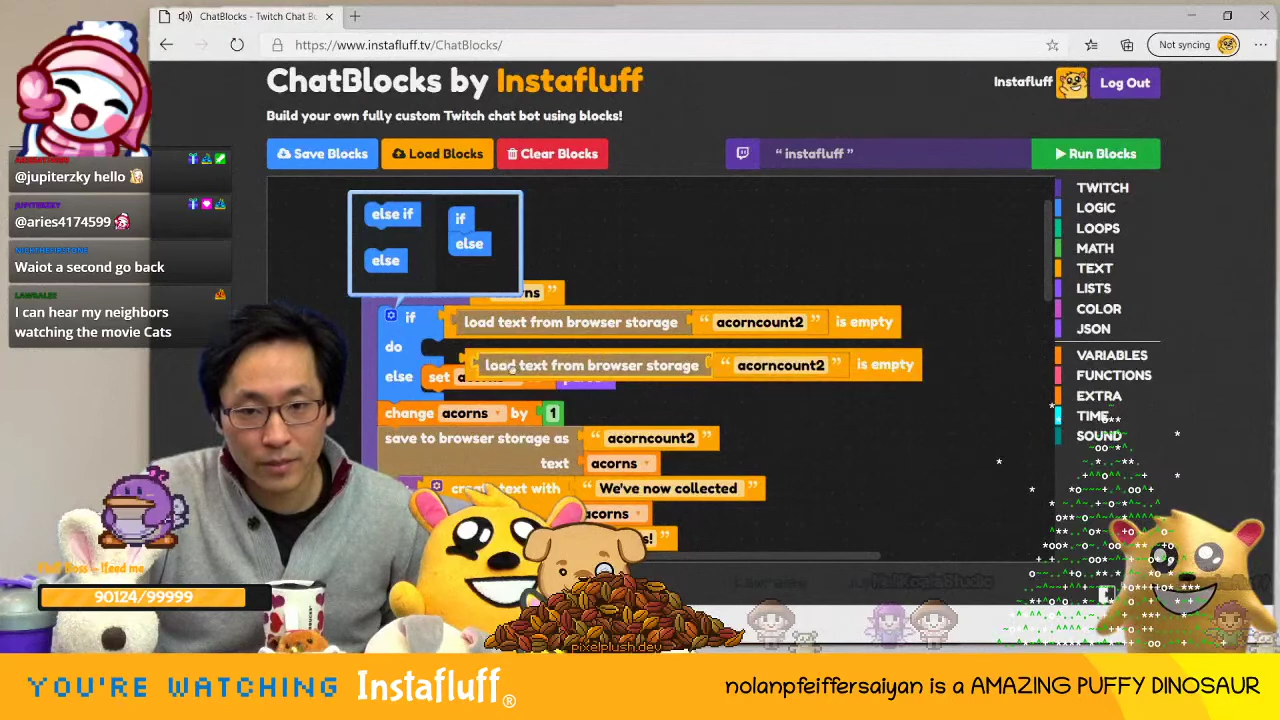 ChatBlocks - Twitch Chat B
https://www.instafluff.tv/ChatBlocks/
Not syncing
ChatBlocks by Instafluff
Instafluff
Log Out
Build your own fully custom Twitch chat bot using blocks!
Save Blocks
Load Blocks
Clear Blocks
“ instafluff ”
Run Blocks
@jupiterzky hello
@aries4174599
Waiot a second go back
I can hear my neighbors
watching the movie Cats
else if
else
if
else
”
if
load text from browser storage “ acorncount2 ” is empty
do
load text from browser storage “ acorncount2 ” is empty
else set
change acorns by 1
save to browser storage as “ acorncount2 ”
text acorns
“ We've now collected ”
acorns
”
TWITCH
LOGIC
LOOPS
MATH
TEXT
LISTS
COLOR
JSON
VARIABLES
FUNCTIONS
EXTRA
TIME
SOUND
90124/99999
pixelplush.dev
YOU'RE WATCHING Instafluff®
nolanpfeiffersaiyan is a AMAZING PUFFY DINOSAUR